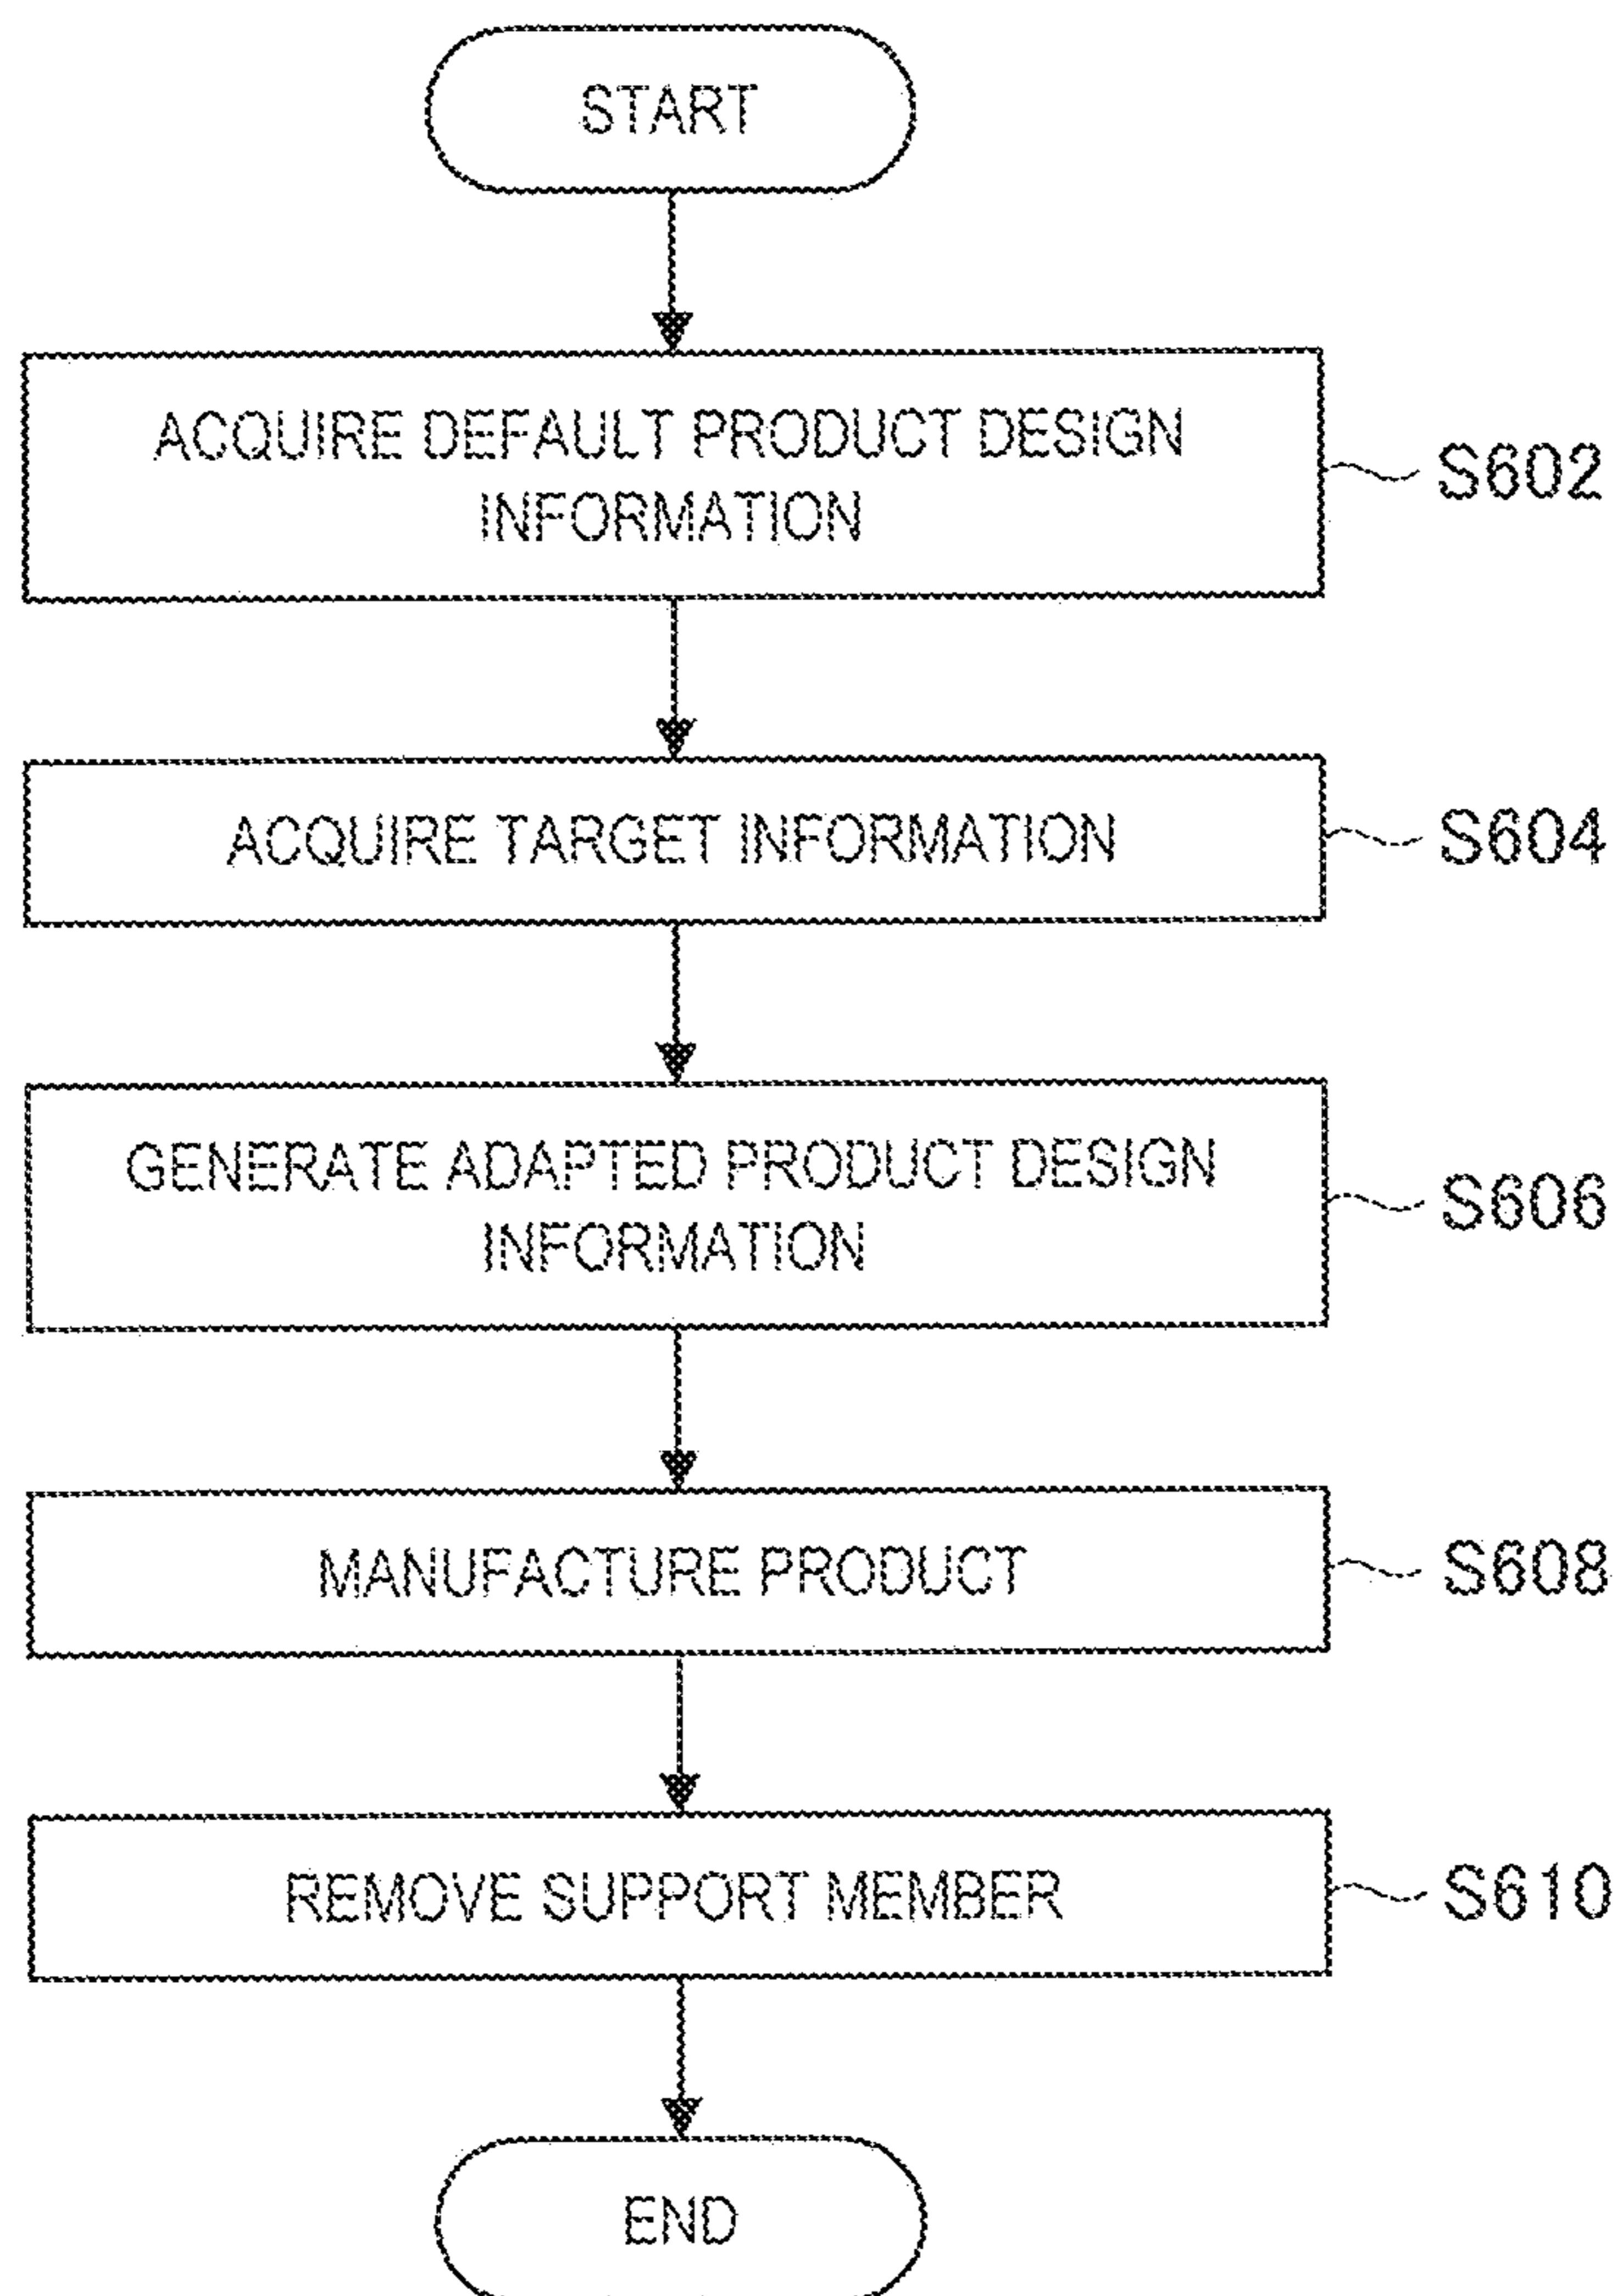 START
ACQUIRE DEFAULT PRODUCT DESIGN
INFORMATION
S602
ACQUIRE TARGET INFORMATION
S604
GENERATE ADAPTED PRODUCT DESIGN
INFORMATION
S606
MANUFACTURE PRODUCT
S608
REMOVE SUPPORT MEMBER
S610
END